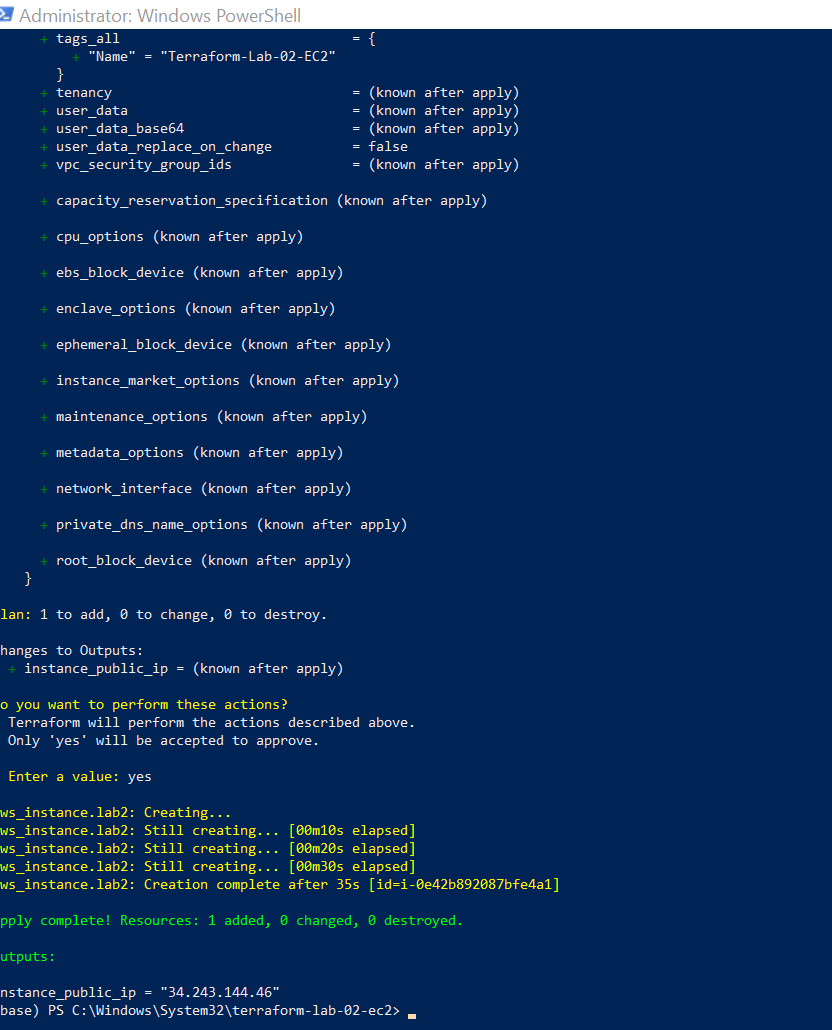 Administrator: Windows PowerShell
+ tags_all = {
+ "Name" = "Terraform-Lab-02-EC2"
}
+ tenancy = (known after apply)
+ user_data = (known after apply)
+ user_data_base64 = (known after apply)
+ user_data_replace_on_change = false
+ vpc_security_group_ids = (known after apply)
+ capacity_reservation_specification (known after apply)
+ cpu_options (known after apply)
+ ebs_block_device (known after apply)
+ enclave_options (known after apply)
+ ephemeral_block_device (known after apply)
+ instance_market_options (known after apply)
+ maintenance_options (known after apply)
+ metadata_options (known after apply)
+ network_interface (known after apply)
+ private_dns_name_options (known after apply)
+ root_block_device (known after apply)
}
lan: 1 to add, 0 to change, 0 to destroy.
hanges to Outputs:
+ instance_public_ip = (known after apply)
o you want to perform these actions?
Terraform will perform the actions described above.
Only 'yes' will be accepted to approve.
Enter a value: yes
ws_instance.lab2: Creating...
ws_instance.lab2: Still creating... [00m10s elapsed]
ws_instance.lab2: Still creating... [00m20s elapsed]
ws_instance.lab2: Still creating... [00m30s elapsed]
ws_instance.lab2: Creation complete after 35s [id=i-0e42b892087bfe4a1]
pply complete! Resources: 1 added, 0 changed, 0 destroyed.
utputs:
nstance_public_ip = "34.243.144.46"
base) PS C:\Windows\System32\terraform-lab-02-ec2>